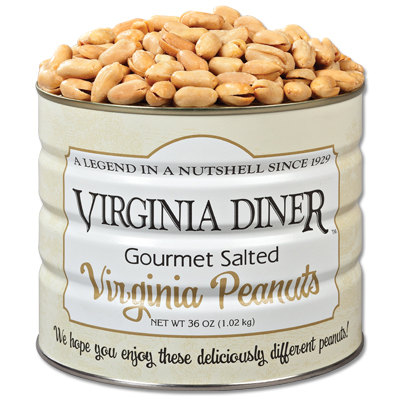 A LEGEND IN A NUTSHELL SINCE 1929
VIRGINIA DINER™
Gourmet Salted
Virginia Peanuts
NET WT 36 OZ (1.02 kg)
We hope you enjoy these deliciously different peanuts!